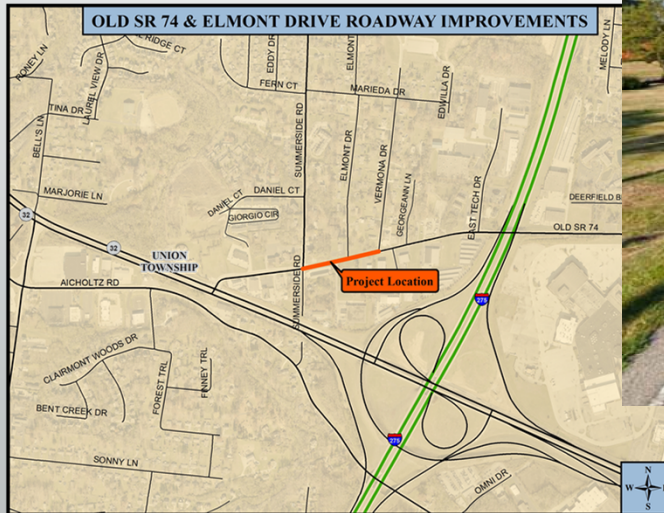 OLD SR 74 & ELMONT DRIVE ROADWAY IMPROVEMENTS
RONEY LN
LAUREL VIEW DR
RIDGE CT
EDDY DR
ELMONT
MELODY LN
FERN CT
MARIEDA DR
EDWILLA DR
TINA DR
BELL'S LN
SUMMERSIDE RD
ELMONT DR
VERMONA DR
GEORGEANN LN
EAST TECH DR
MARJORIE LN
DANIEL CT
DANIEL CT
GIORGIO CIR
DEERFIELD B
OLD SR 74
32
32
UNION
TOWNSHIP
SUMMERSIDE RD
Project Location
AICHOLTZ RD
275
CLAIRMONT WOODS DR
FOREST TRL
FINNEY TRL
BENT CREEK DR
275
SONNY LN
OMNI DR
N
W
S